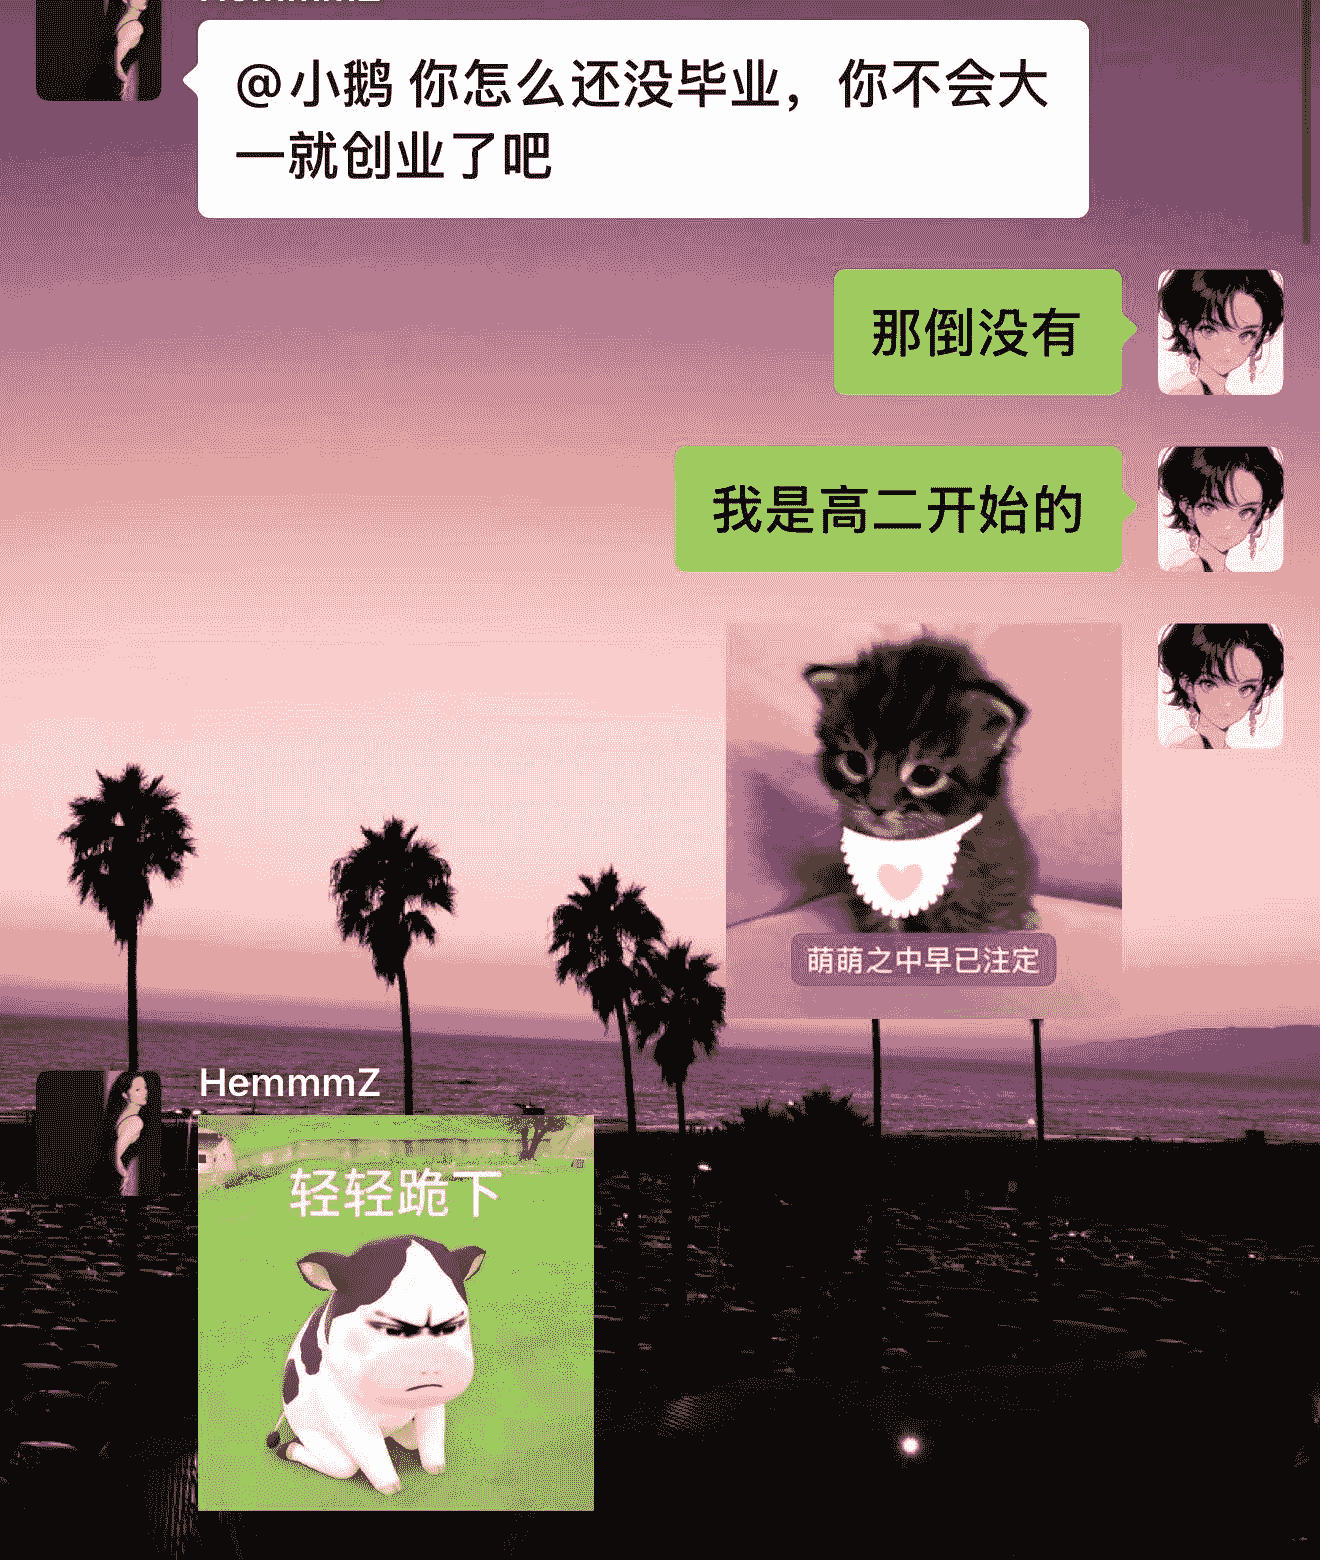 @小鹅 你怎么还没毕业，你不会大
一就创业了吧
那倒没有
我是高二开始的
萌萌之中早已注定
HemmmZ
轻轻跪下